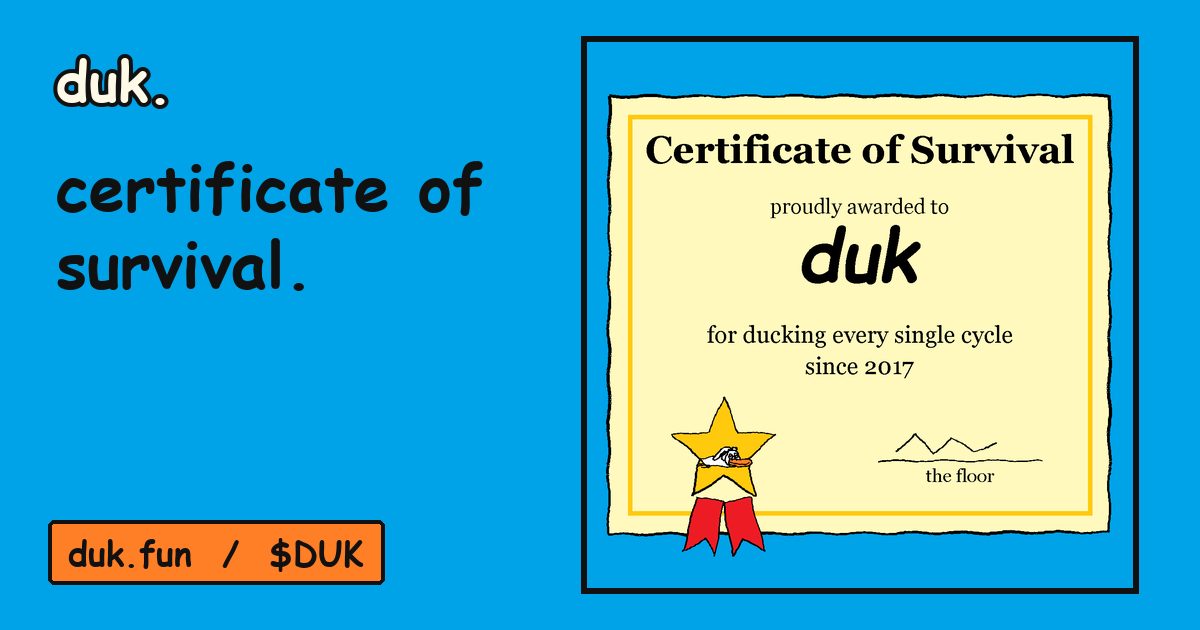 duk.
certificate of
survival.
duk.fun / $DUK
Certificate of Survival
proudly awarded to
duk
for ducking every single cycle
since 2017
the floor